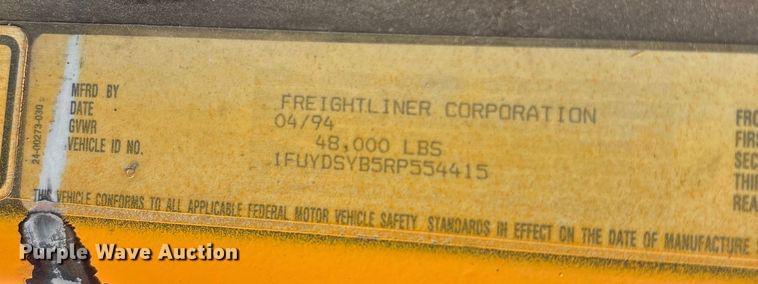 MFRD BY FREIGHTLINER CORPORATION
DATE 04/94
GVWR 48,000 LBS
VEHICLE ID NO. 1FUYDSYB5RP554415
24-00273-030
FRO
FIRS
SEC
THIR
REA
THIS VEHICLE CONFORMS TO ALL APPLICABLE FEDERAL MOTOR VEHICLE SAFETY STANDARDS IN EFFECT ON THE DATE OF MANUFACTURE
Purple Wave Auction